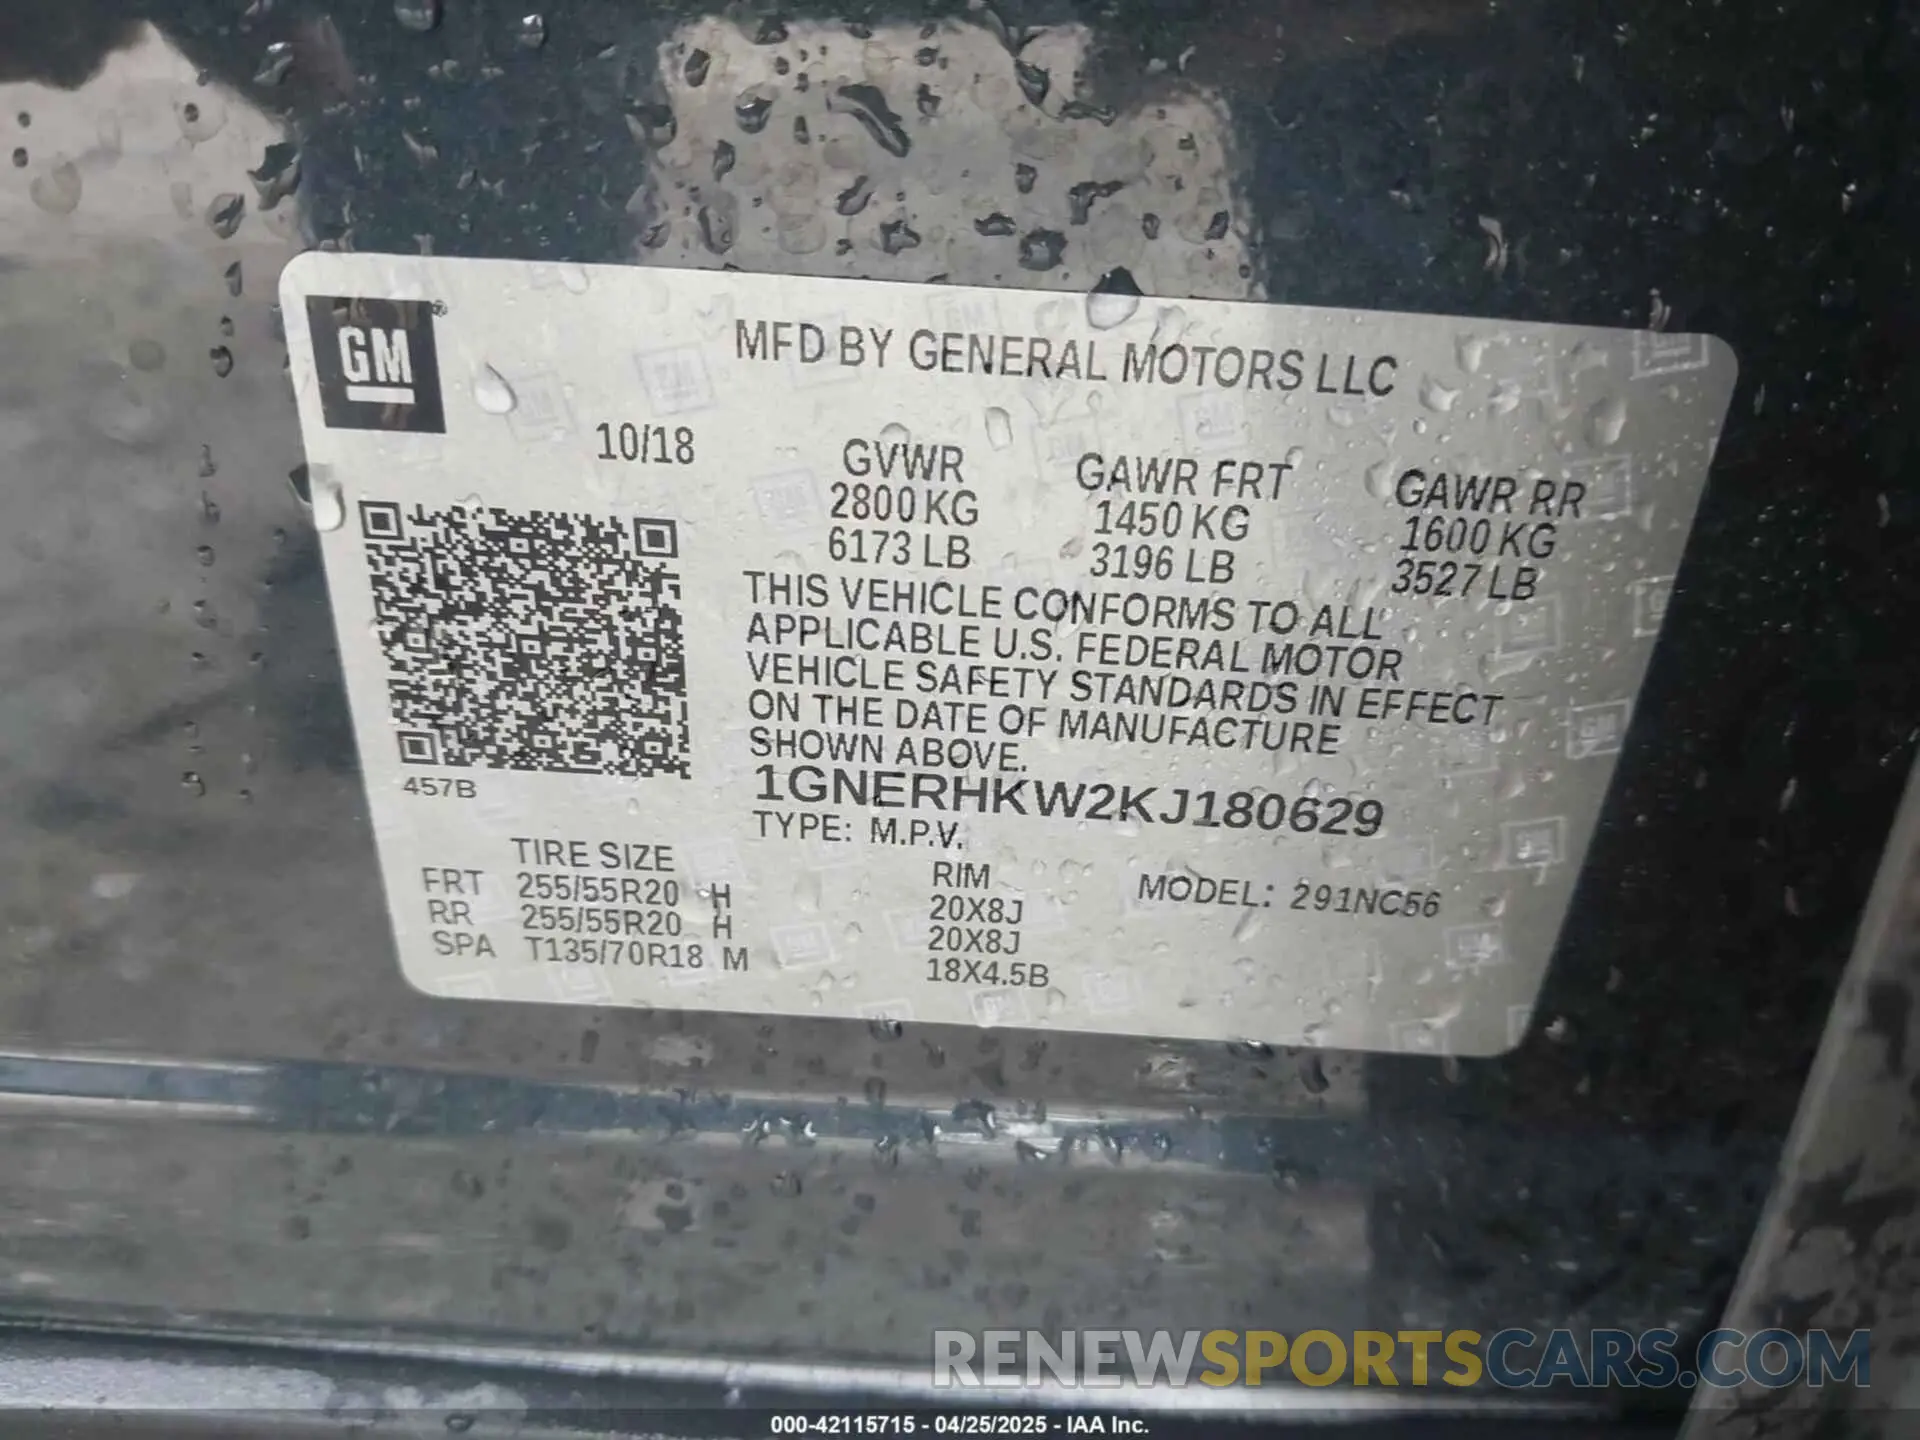 GM
MFD BY GENERAL MOTORS LLC
10/18
GVWR GAWR FRT GAWR RR
2800 KG 1450 KG 1600 KG
6173 LB 3196 LB 3527 LB
THIS VEHICLE CONFORMS TO ALL
APPLICABLE U.S. FEDERAL MOTOR
VEHICLE SAFETY STANDARDS IN EFFECT
ON THE DATE OF MANUFACTURE
SHOWN ABOVE.
457B
1GNERHKW2KJ180629
TYPE: M.P.V.
TIRE SIZE RIM MODEL: 291NC56
FRT 255/55R20 H 20X8J
RR 255/55R20 H 20X8J
SPA T135/70R18 M 18X4.5B
RENEWSPORTSCARS.COM
000-42115715 - 04/25/2025 - IAA Inc.